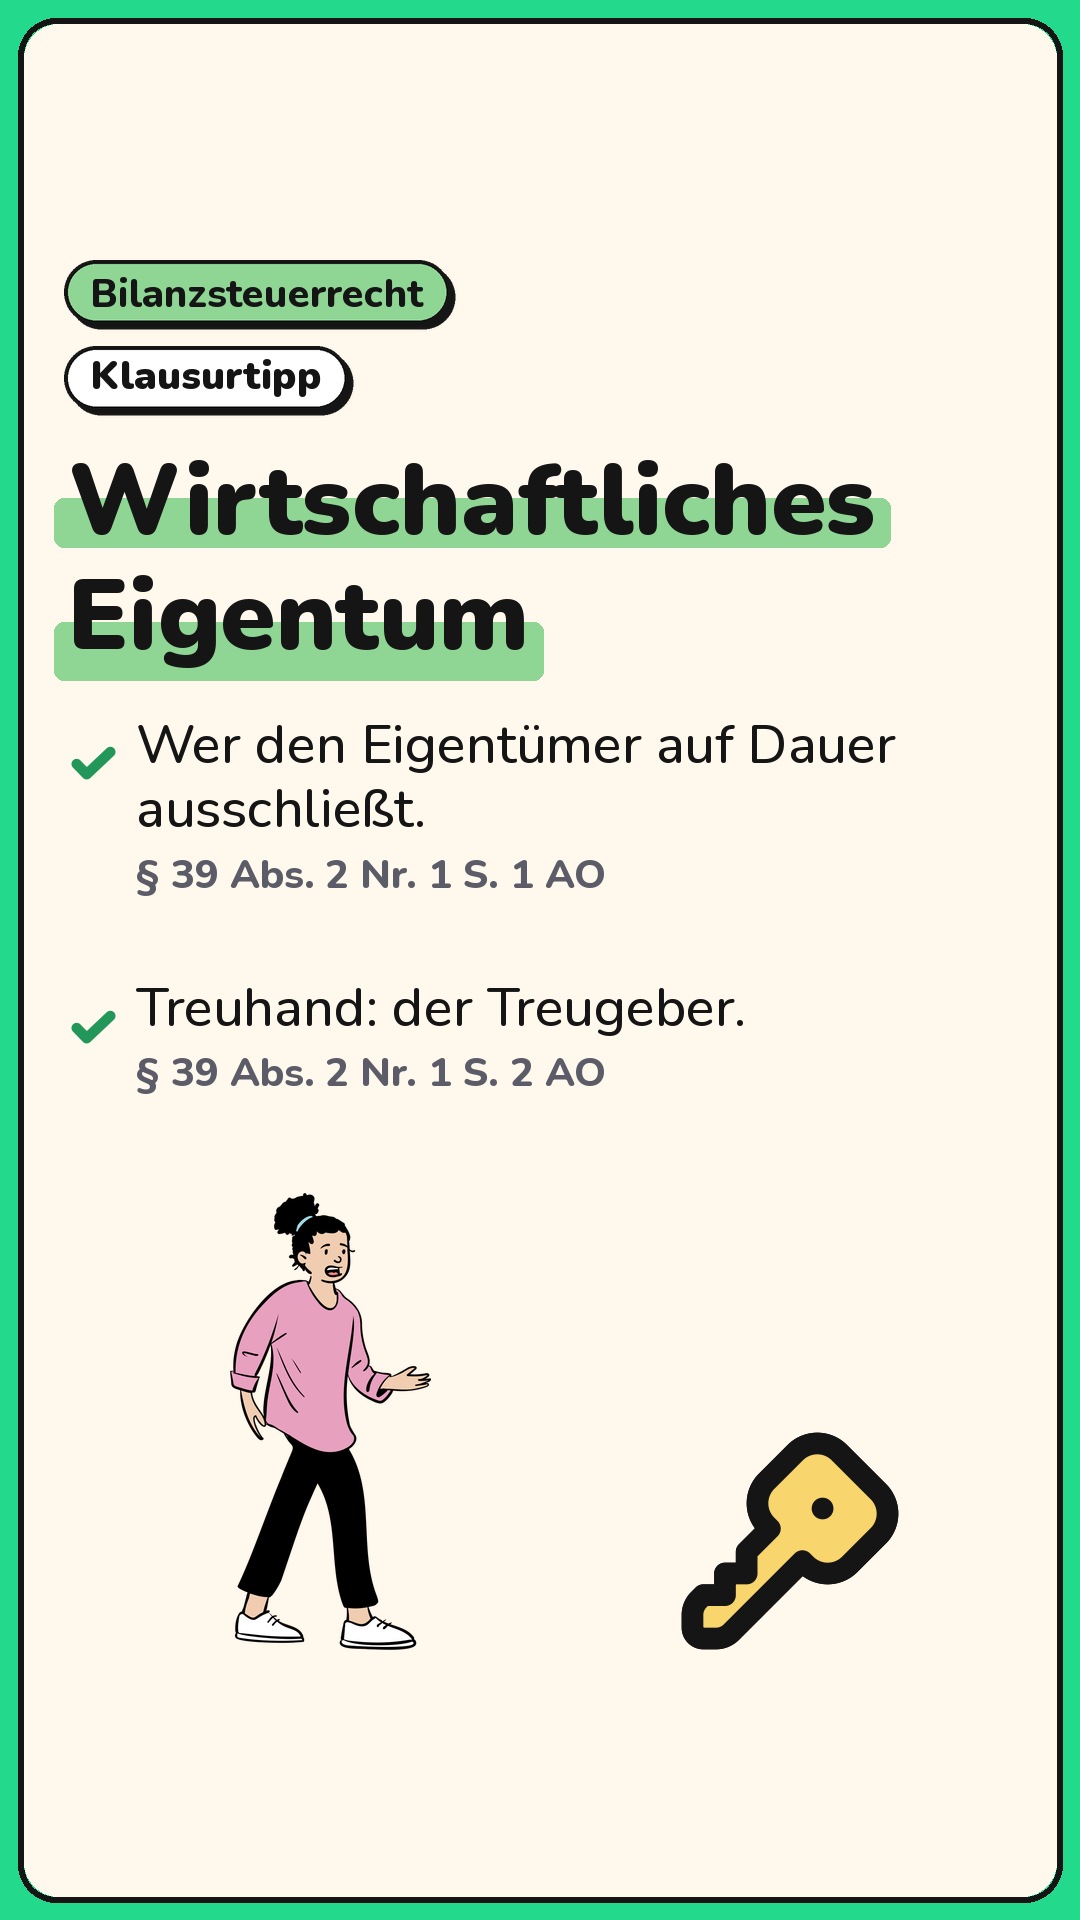 Bilanzsteuerrecht
Klausurtipp
Wirtschaftliches
Eigentum
Wer den Eigentümer auf Dauer
ausschließt.
§ 39 Abs. 2 Nr. 1 S. 1 AO
Treuhand: der Treugeber.
§ 39 Abs. 2 Nr. 1 S. 2 AO